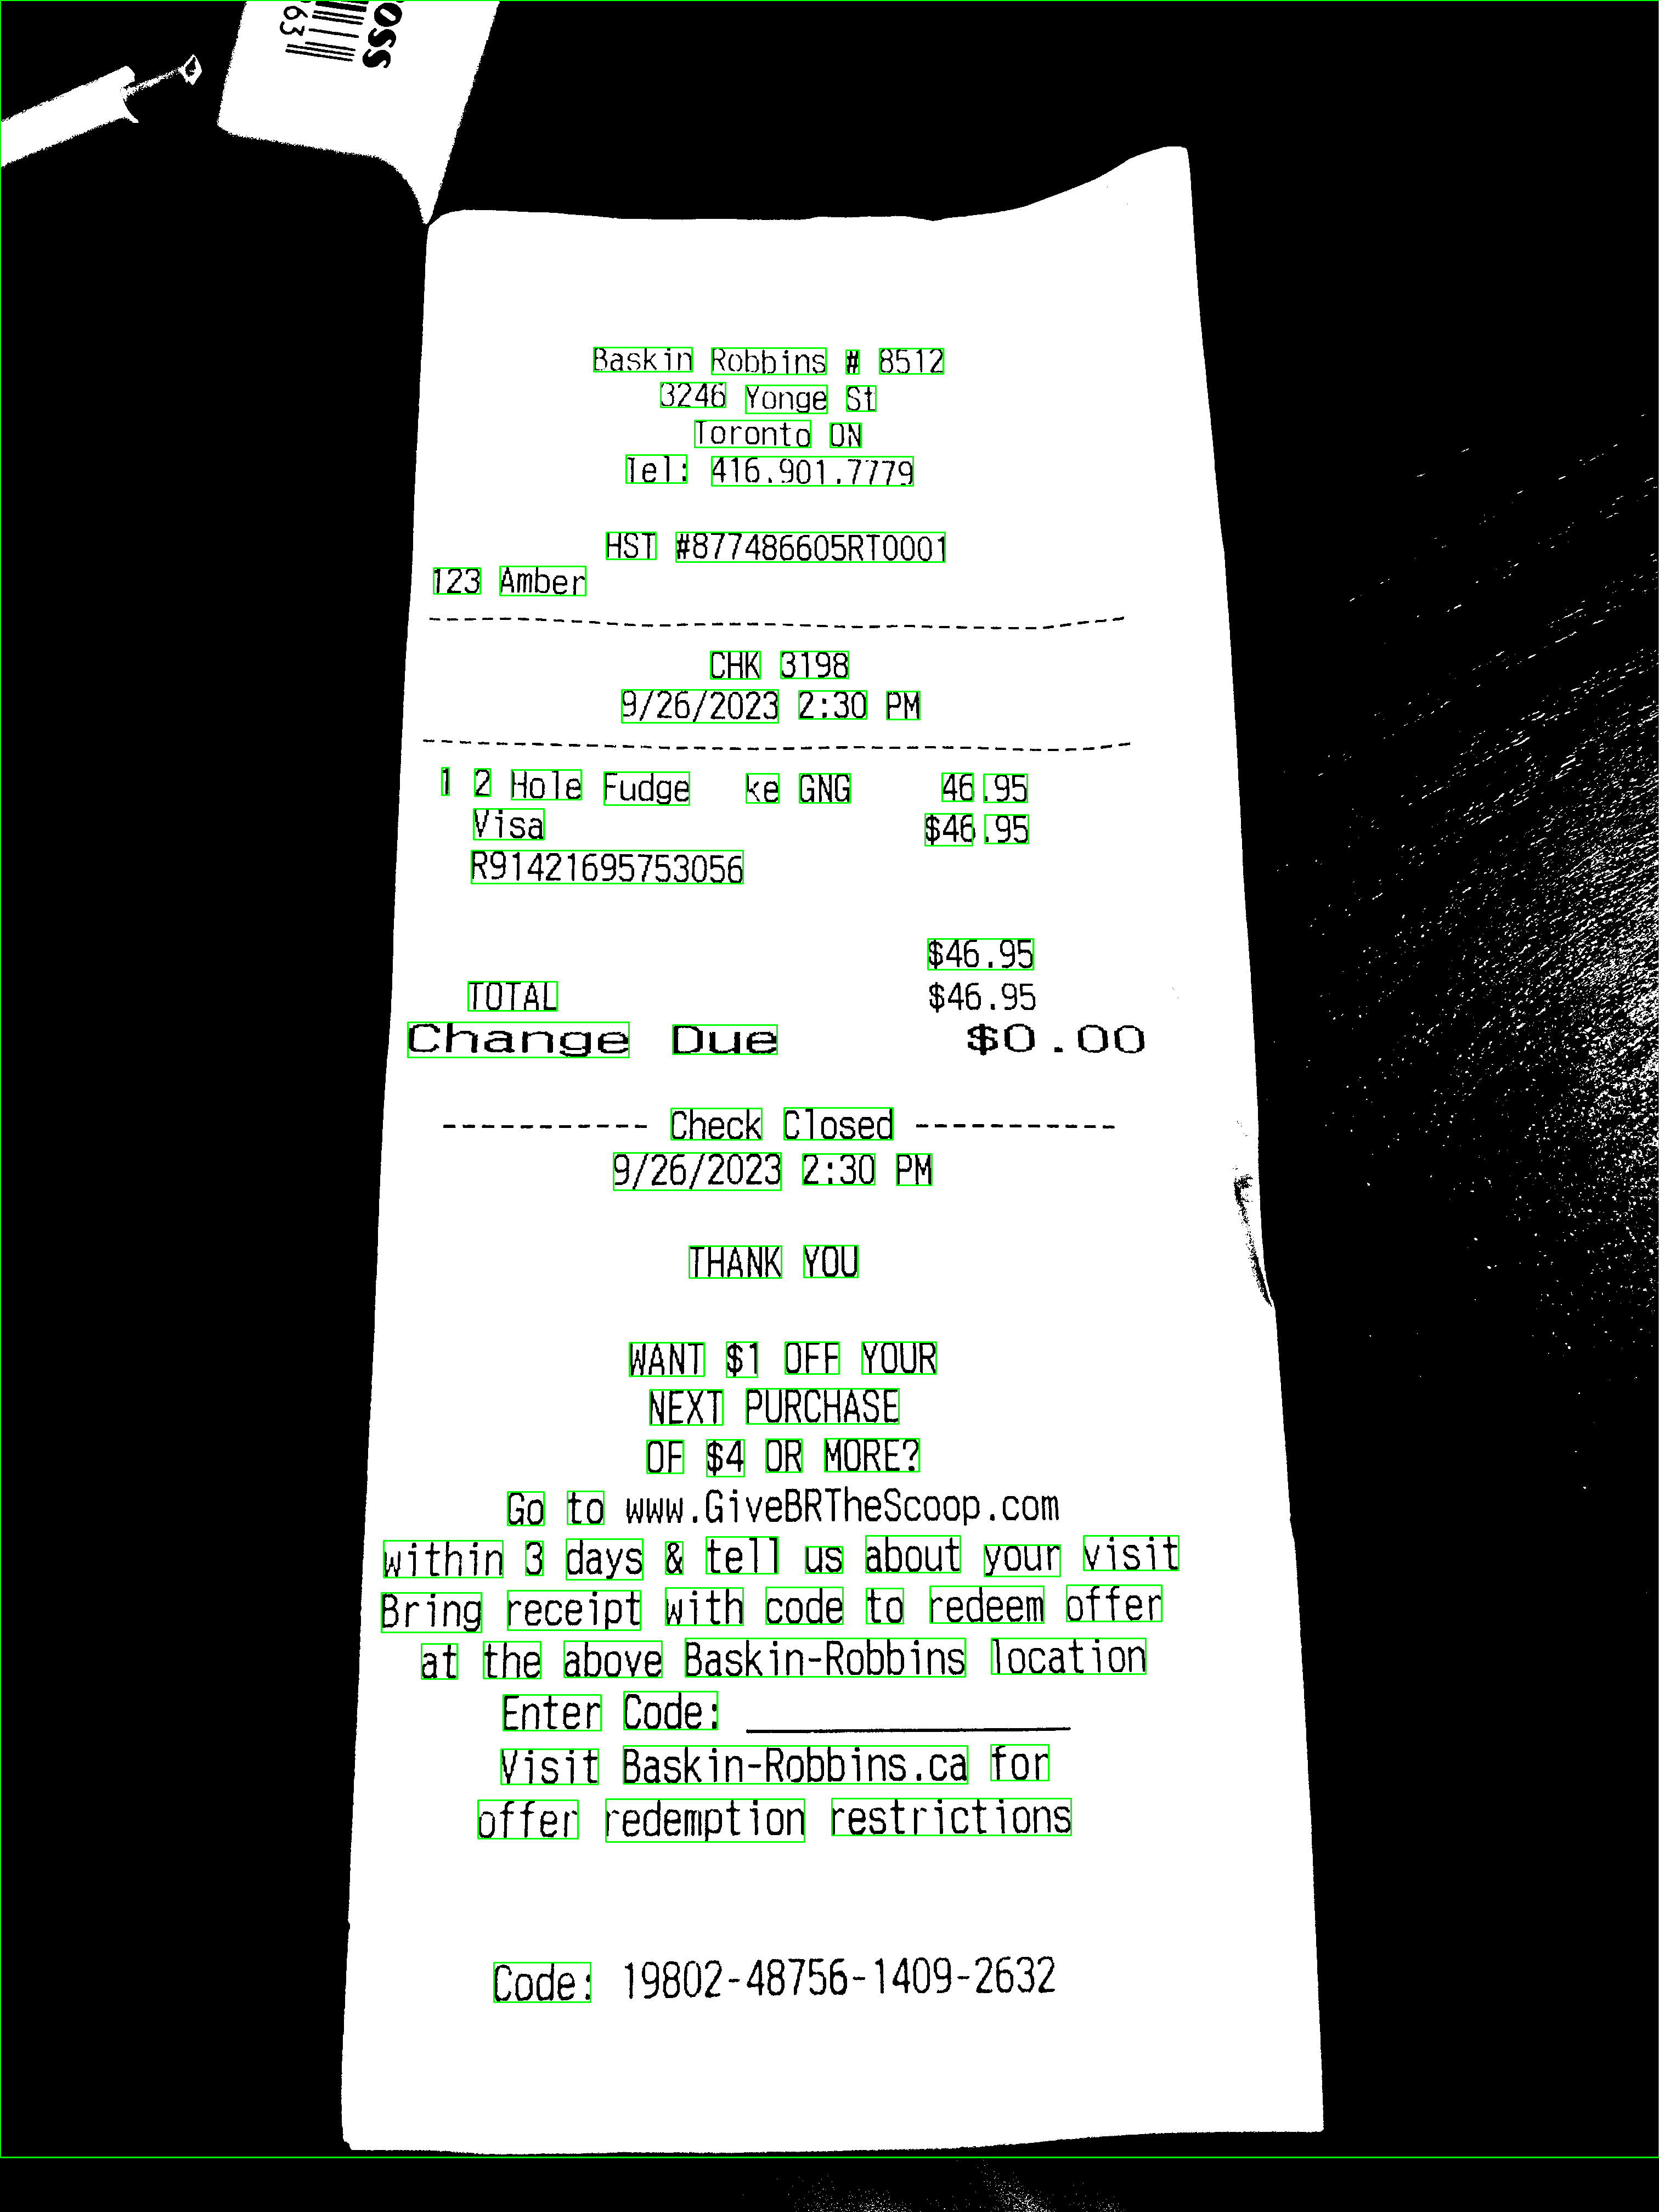 oss
63
Baskin Robbins # 8512
3246 Yonge St
Toronto ON
Tel: 416.901.7779
HST #877486605RT0001
123 Amber
CHK 3198
9/26/2023 2:30 PM
1 2 Hole Fudge ke GNG 46.95
Visa $46.95
R91421695753056
$46.95
TOTAL $46.95
Change Due $0.00
----------- Check Closed -----------
9/26/2023 2:30 PM
THANK YOU
WANT $1 OFF YOUR
NEXT PURCHASE
OF $4 OR MORE?
Go to www.GiveBRTheScoop.com
within 3 days & tell us about your visit
Bring receipt with code to redeem offer
at the above Baskin-Robbins location
Enter Code: ____________
Visit Baskin-Robbins.ca for
offer redemption restrictions
Code: 19802-48756-1409-2632